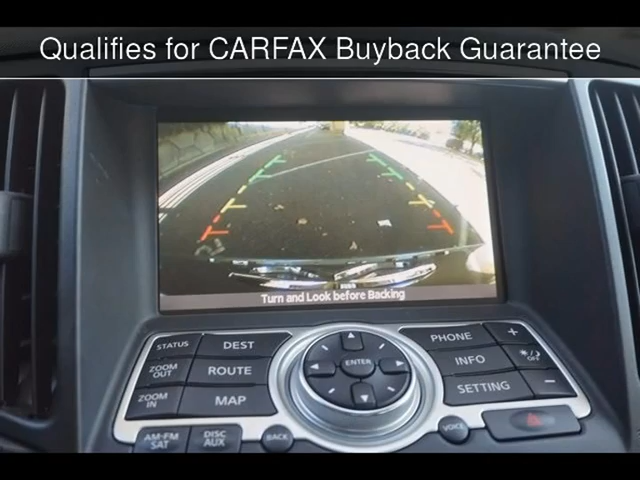 Qualifies for CARFAX Buyback Guarantee
Turn and Look before Backing
STATUS
DEST
PHONE
+
ZOOM OUT
ROUTE
ENTER
INFO
OFF
ZOOM IN
MAP
SETTING
-
AM-FM SAT
DISC AUX
BACK
VOICE